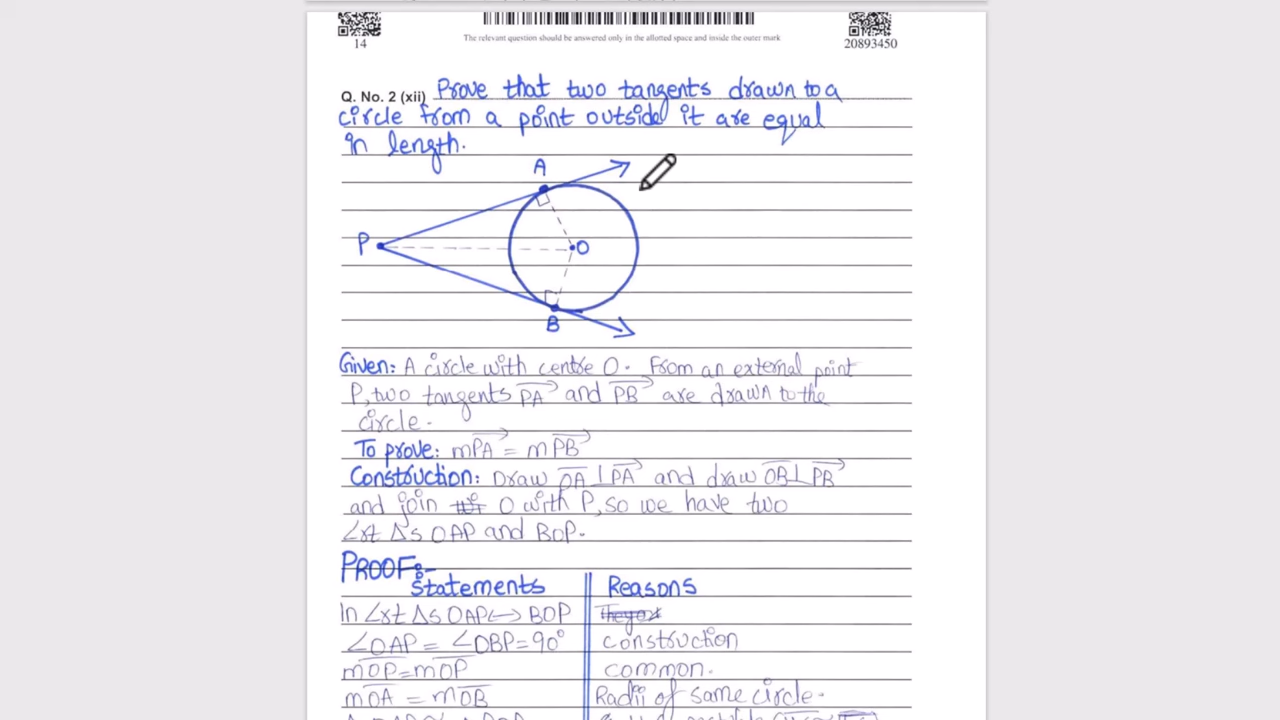 14
The relevant question should be answered only in the allotted space and inside the outer mark
20893450
Q. No. 2 (xii) Prove that two tangents drawn to a
circle from a point outside it are equal
in length.
A
P
O
B
Given: A circle with centre O. From an external point
P, two tangents PA and PB are drawn to the
circle.
To prove: mPA = mPB
Construction: Draw OA⊥PA and draw OB⊥PB
and join O with P, so we have two
∠rt Δs OAP and BOP.
PROOF:-
Statements Reasons
In ∠rt Δs OAP↔BOP
∠OAP = ∠OBP=90° construction
mOP=mOP common.
mOA = mOB Radii of same circle.